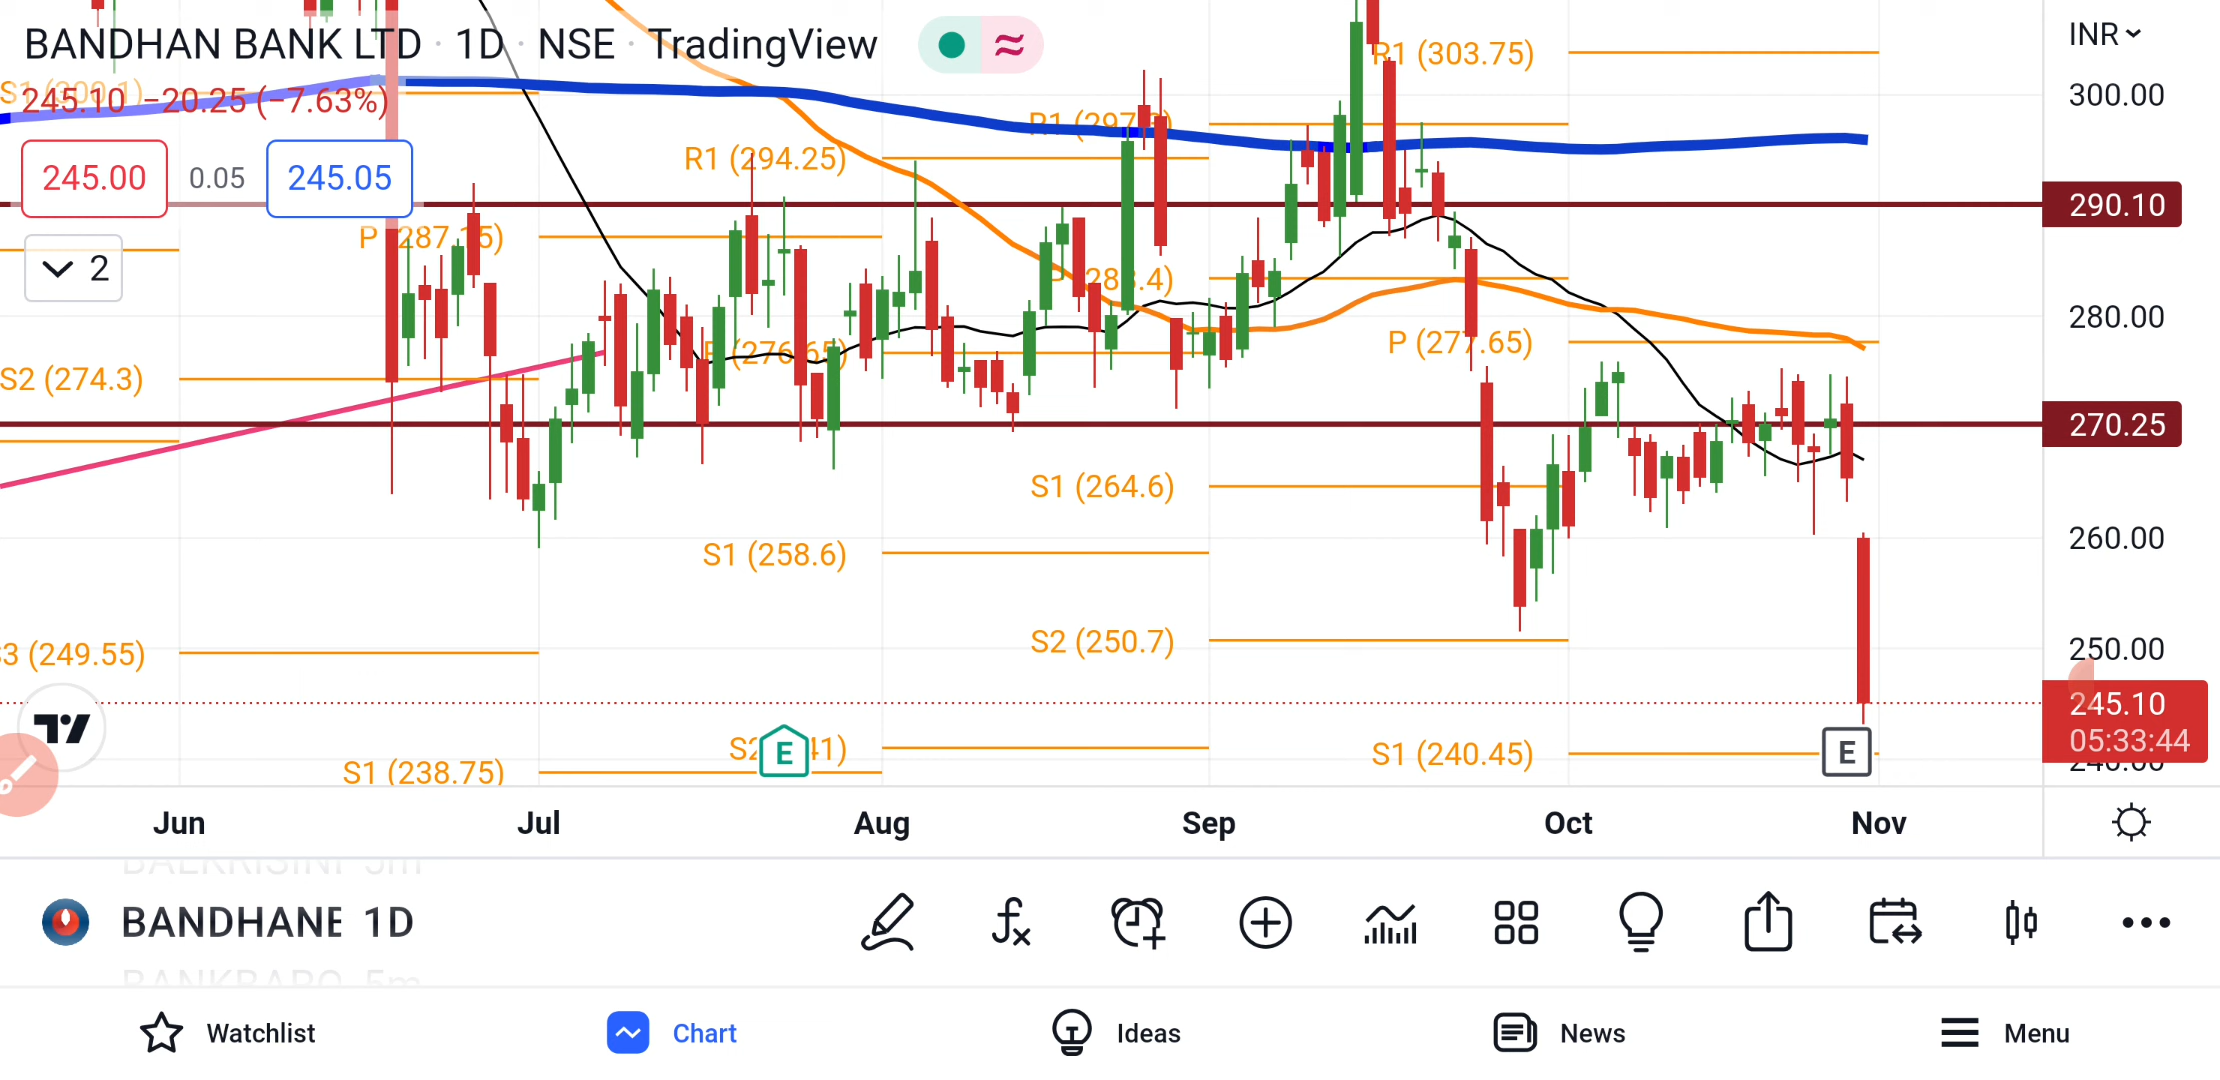 BANDHAN BANK LTD · 1D · NSE · TradingView
245.10 −20.25 (−7.63%)
245.00 0.05 245.05
2
INR
300.00
290.10
280.00
270.25
260.00
250.00
245.10
05:33:44
R1 (303.75)
R1 (294.25)
S2 (274.3)
P (277.65)
S1 (264.6)
S1 (258.6)
S2 (250.7)
(249.55)
S1 (240.45)
S1 (238.75)
E
E
Jun Jul Aug Sep Oct Nov
BANDHANE 1D
Watchlist Chart Ideas News Menu